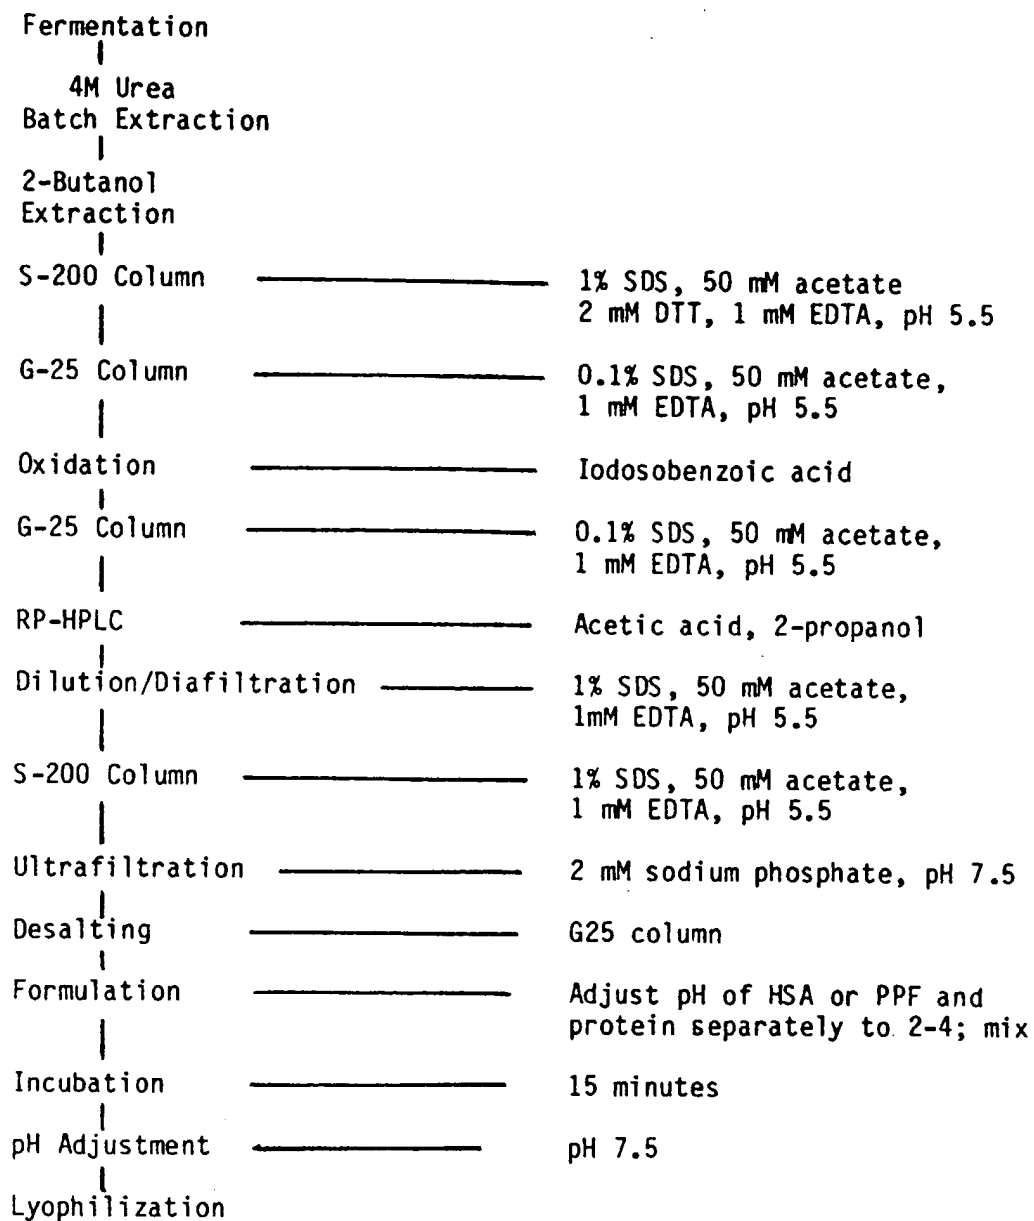 Fermentation
4M Urea
Batch Extraction
2-Butanol
Extraction
S-200 Column
1% SDS, 50 mM acetate
2 mM DTT, 1 mM EDTA, pH 5.5
G-25 Column
0.1% SDS, 50 mM acetate,
1 mM EDTA, pH 5.5
Oxidation
Iodosobenzoic acid
G-25 Column
0.1% SDS, 50 mM acetate,
1 mM EDTA, pH 5.5
RP-HPLC
Acetic acid, 2-propanol
Dilution/Diafiltration
1% SDS, 50 mM acetate,
1mM EDTA, pH 5.5
S-200 Column
1% SDS, 50 mM acetate,
1 mM EDTA, pH 5.5
Ultrafiltration
2 mM sodium phosphate, pH 7.5
Desalting
G25 column
Formulation
Adjust pH of HSA or PPF and
protein separately to 2-4; mix
Incubation
15 minutes
pH Adjustment
pH 7.5
Lyophilization